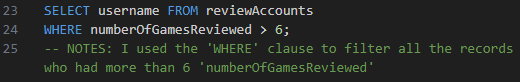 23 SELECT username FROM reviewAccounts
24 WHERE numberOfGamesReviewed > 6;
25 -- NOTES: I used the 'WHERE' clause to filter all the records
who had more than 6 'numberOfGamesReviewed'